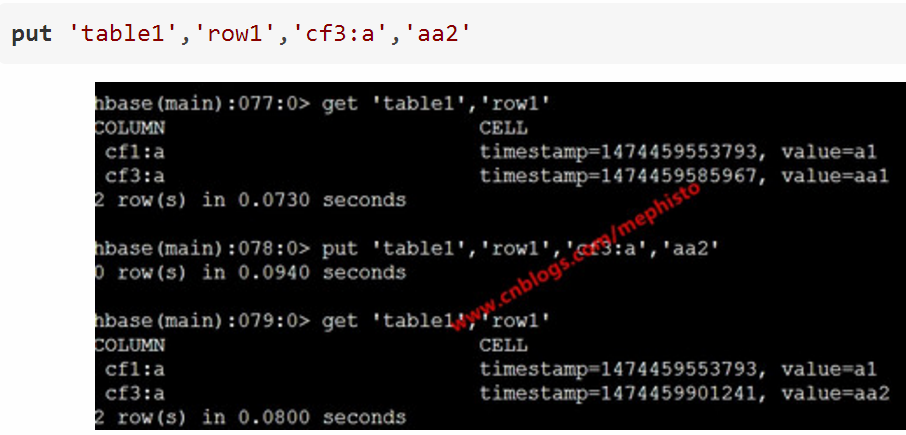 put 'table1','row1','cf3:a','aa2'
hbase(main):077:0> get 'table1','row1'
COLUMN CELL
cf1:a timestamp=1474459553793, value=a1
cf3:a timestamp=1474459585967, value=aa1
2 row(s) in 0.0730 seconds
hbase(main):078:0> put 'table1','row1','cf3:a','aa2'
0 row(s) in 0.0940 seconds
hbase(main):079:0> get 'table1','row1'
COLUMN CELL
cf1:a timestamp=1474459553793, value=a1
cf3:a timestamp=1474459901241, value=aa2
2 row(s) in 0.0800 seconds
www.cnblogs.com/mephisto